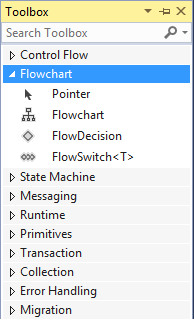 Toolbox
Search Toolbox
Control Flow
Flowchart
Pointer
Flowchart
FlowDecision
FlowSwitch<T>
State Machine
Messaging
Runtime
Primitives
Transaction
Collection
Error Handling
Migration